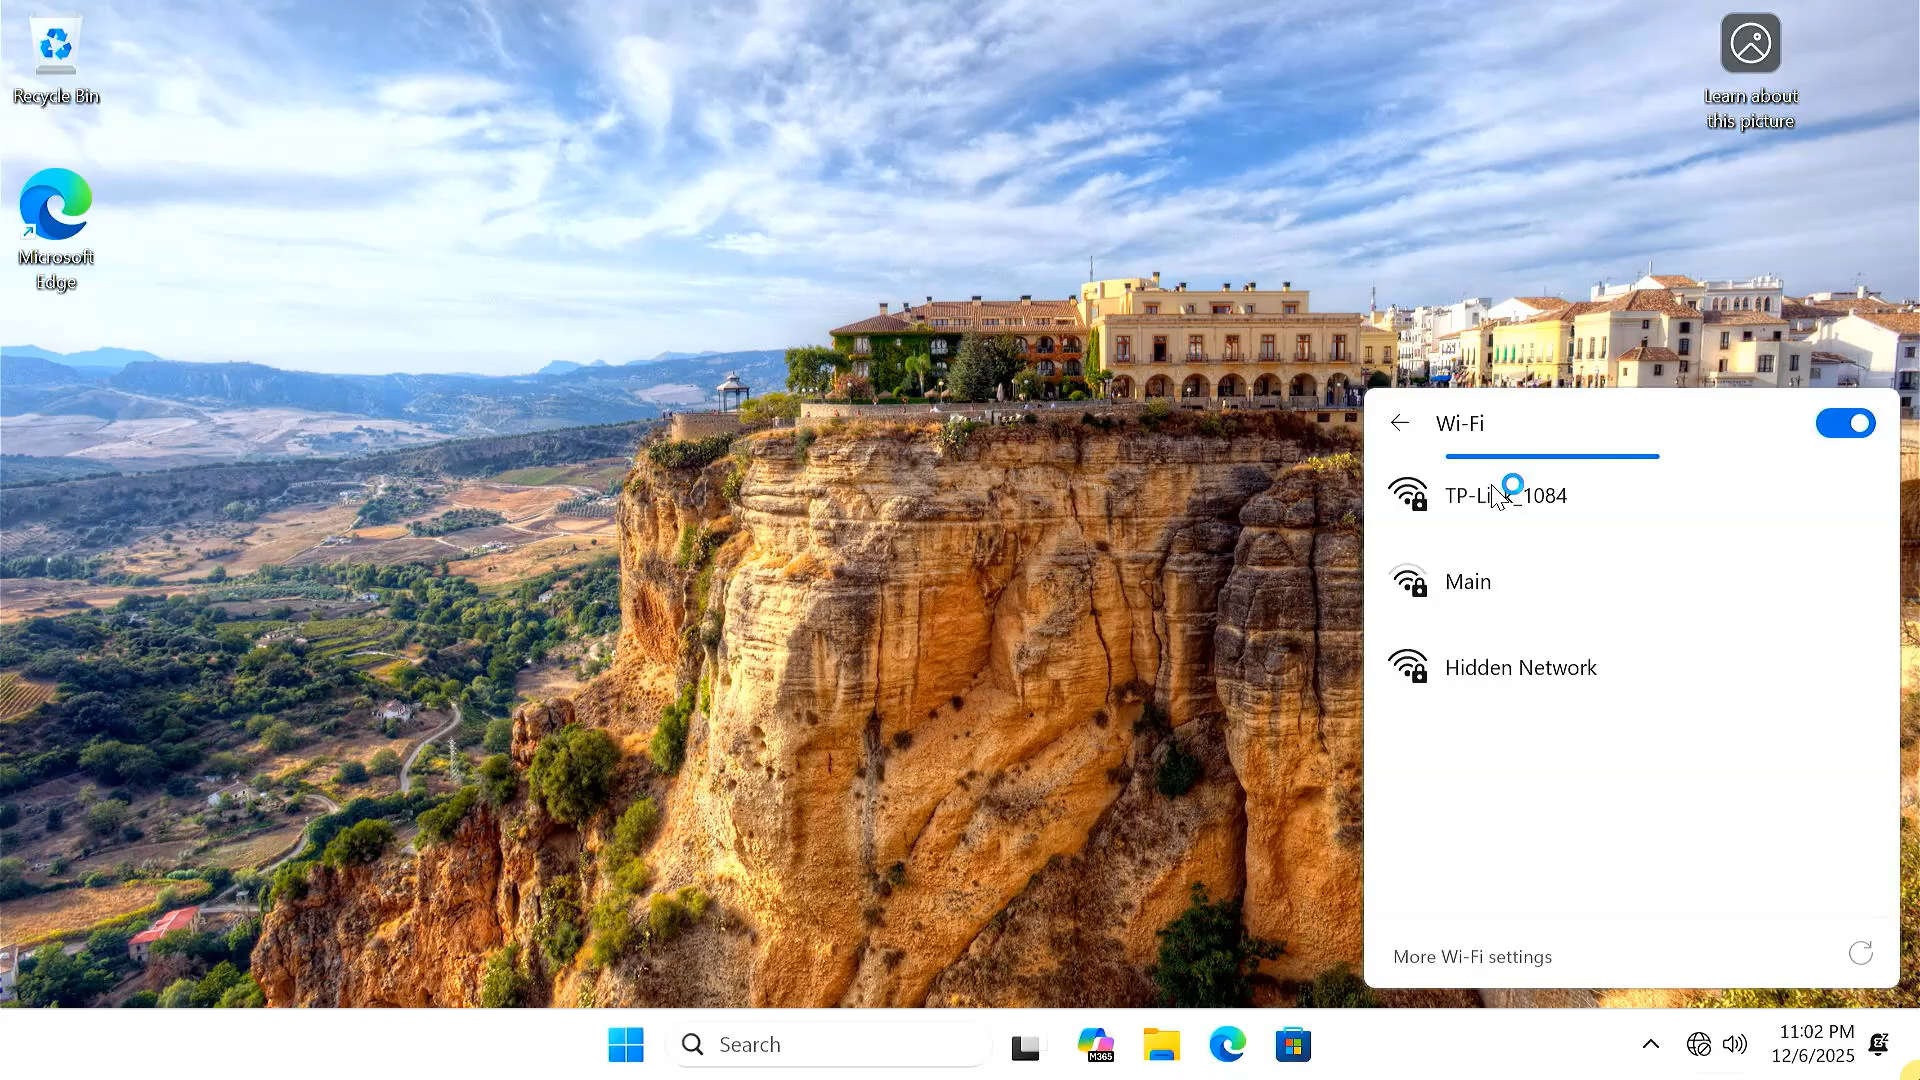 Recycle Bin
Learn about
this picture
Microsoft
Edge
Wi-Fi
TP-Link_1084
Main
Hidden Network
More Wi-Fi settings
Search
M365
11:02 PM
12/6/2025